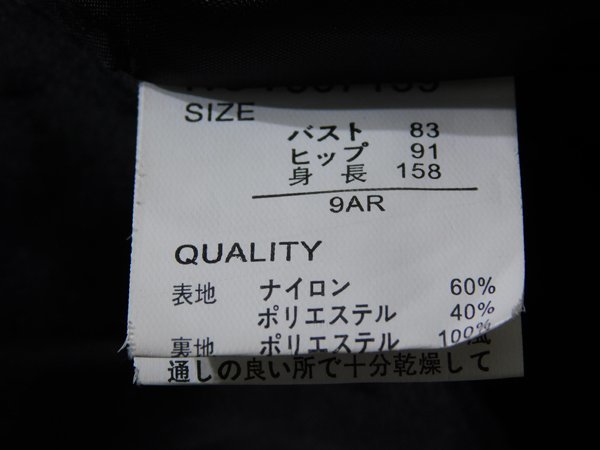 SIZE
バスト 83
ヒップ 91
身長 158
9AR
QUALITY
表地 ナイロン 60%
ポリエステル 40%
裏地 ポリエステル 100%
通しの良い所で十分乾燥して